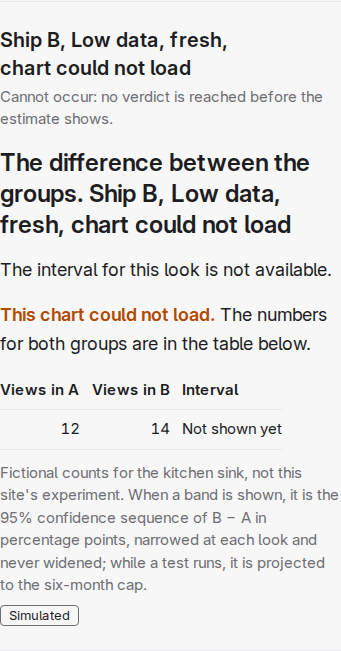 Ship B, Low data, fresh,
chart could not load
Cannot occur: no verdict is reached before the
estimate shows.
The difference between the
groups. Ship B, Low data,
fresh, chart could not load
The interval for this look is not available.
This chart could not load. The numbers
for both groups are in the table below.
Views in A Views in B Interval
12 14 Not shown yet
Fictional counts for the kitchen sink, not this
site's experiment. When a band is shown, it is the
95% confidence sequence of B − A in
percentage points, narrowed at each look and
never widened; while a test runs, it is projected
to the six-month cap.
Simulated